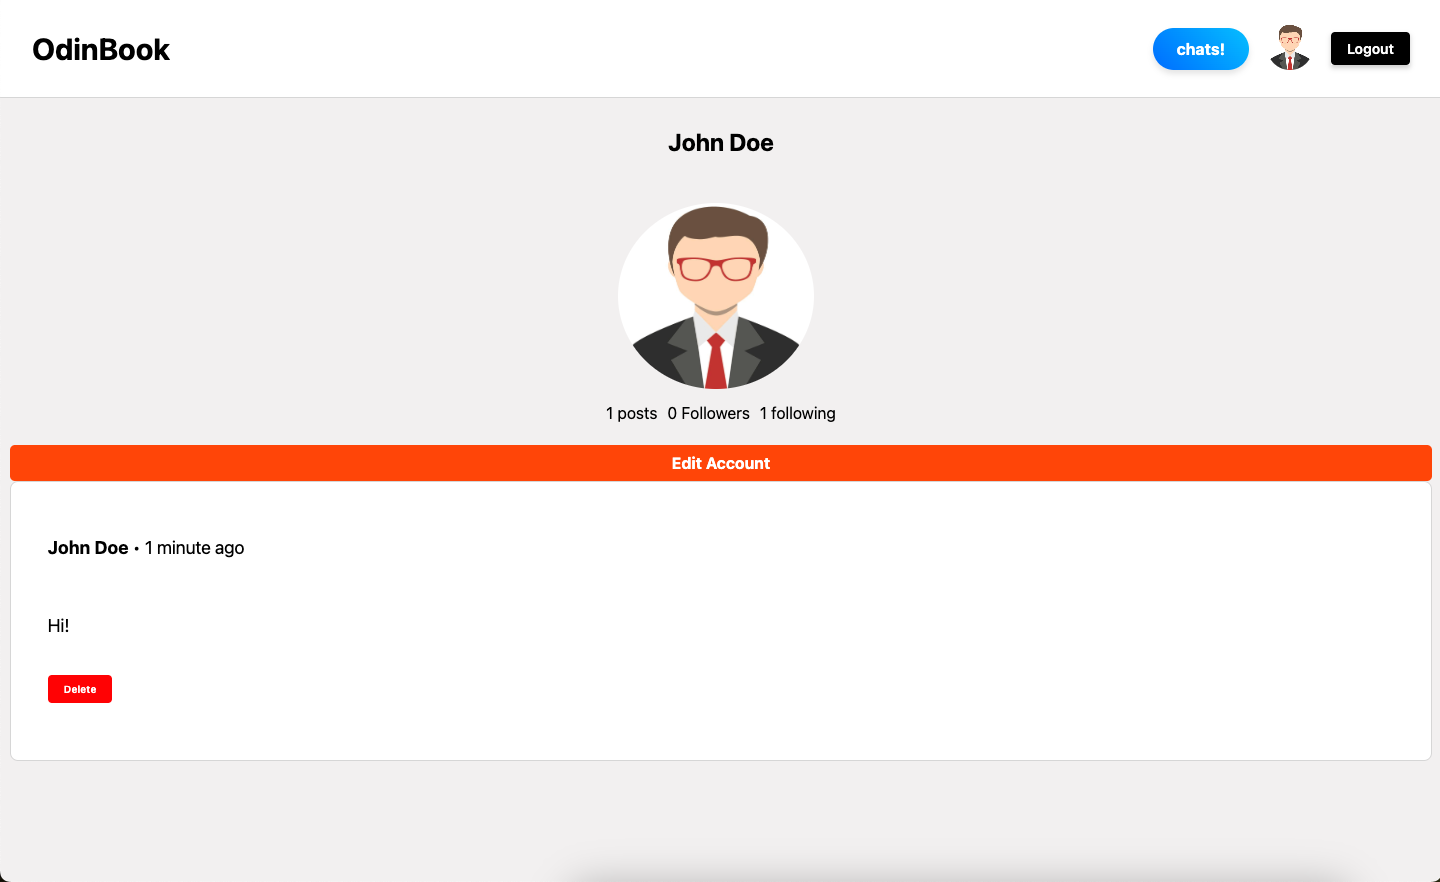 OdinBook
chats!
Logout
John Doe
1 posts 0 Followers 1 following
Edit Account
John Doe • 1 minute ago
Hi!
Delete